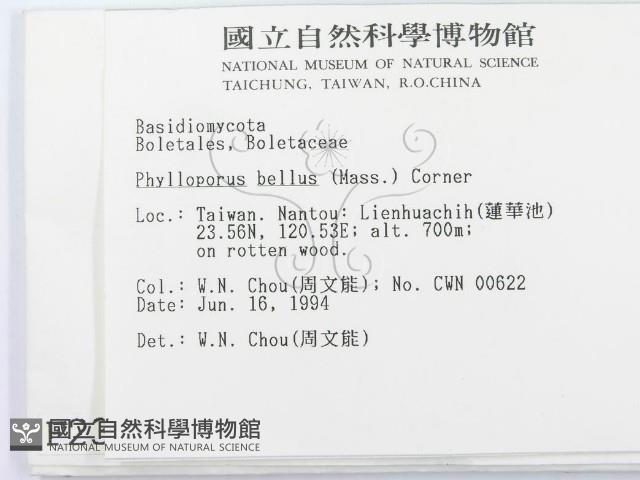 國立自然科學博物館
NATIONAL MUSEUM OF NATURAL SCIENCE
TAICHUNG, TAIWAN, R.O.CHINA
Basidiomycota
Boletales, Boletaceae
Phylloporus bellus (Mass.) Corner
Loc.: Taiwan. Nantou: Lienhuachih(蓮華池)
23.56N, 120.53E; alt. 700m;
on rotten wood.
Col.: W.N. Chou(周文能); No. CWN 00622
Date: Jun. 16, 1994
Det.: W.N. Chou(周文能)
國立自然科學博物館
NATIONAL MUSEUM OF NATURAL SCIENCE